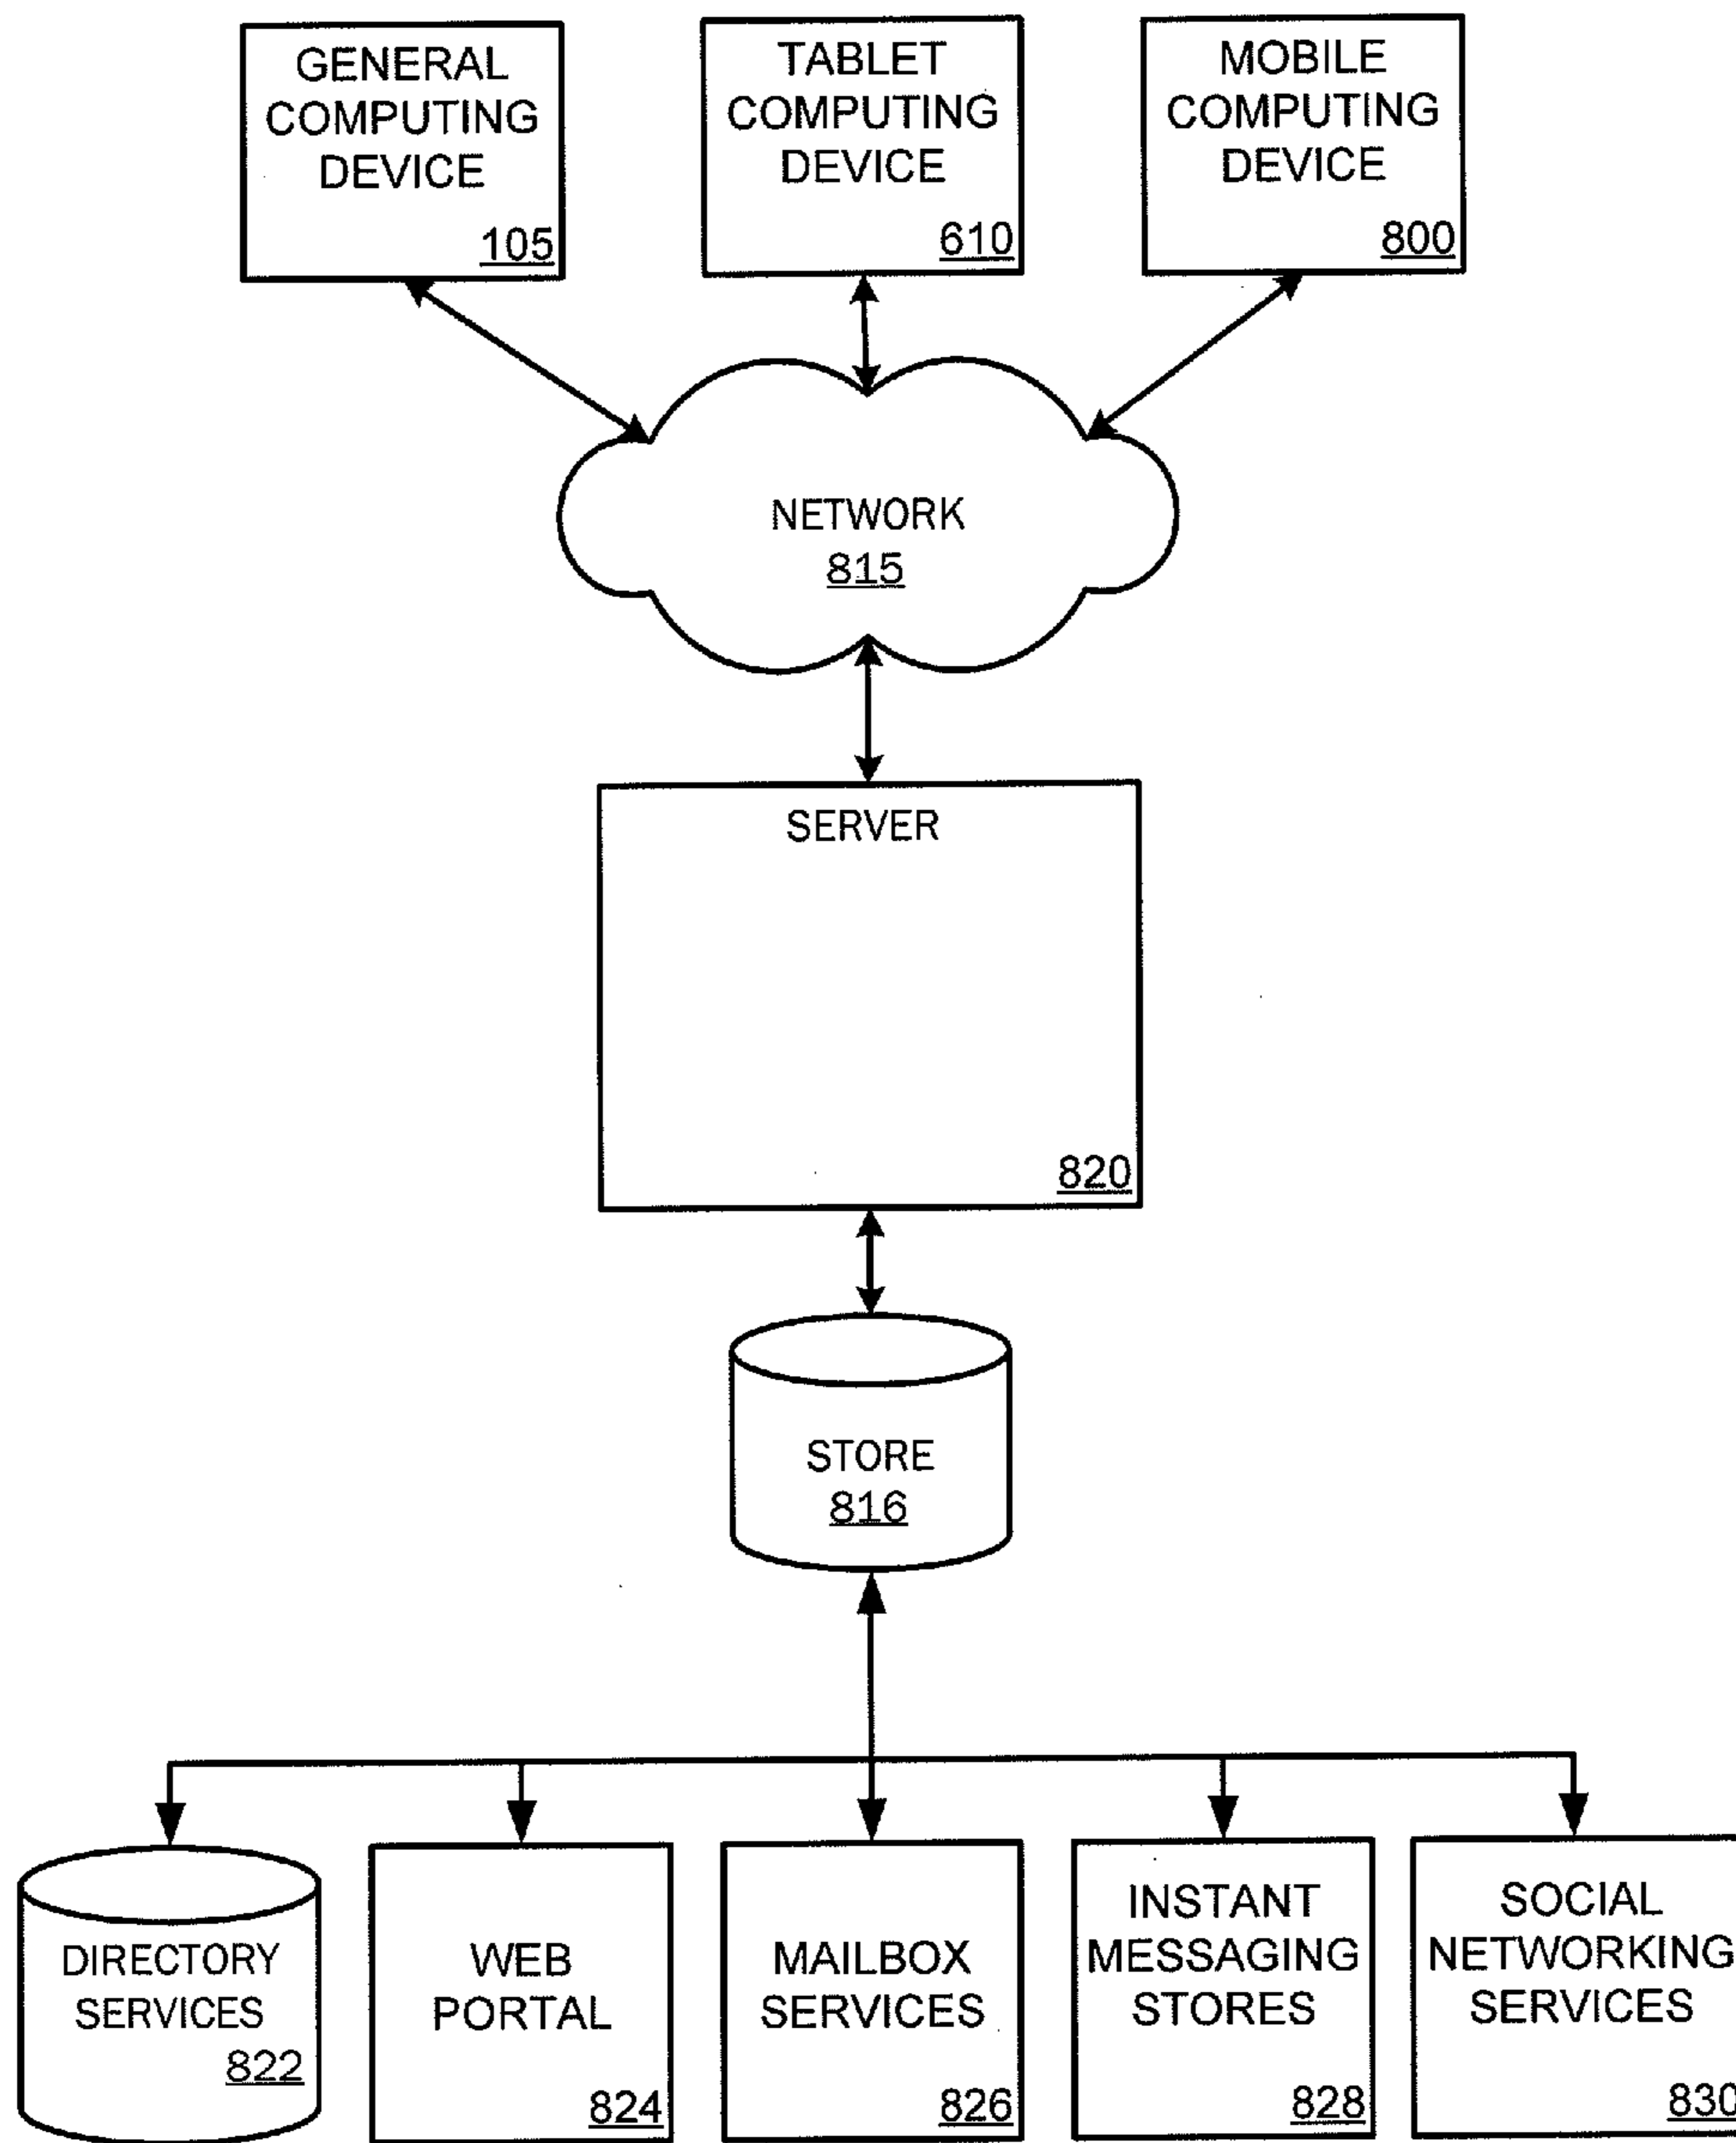 GENERAL
COMPUTING
DEVICE
105
TABLET
COMPUTING
DEVICE
610
MOBILE
COMPUTING
DEVICE
800
NETWORK
815
SERVER
820
STORE
816
DIRECTORY
SERVICES
822
WEB
PORTAL
824
MAILBOX
SERVICES
826
INSTANT
MESSAGING
STORES
828
SOCIAL
NETWORKING
SERVICES
830